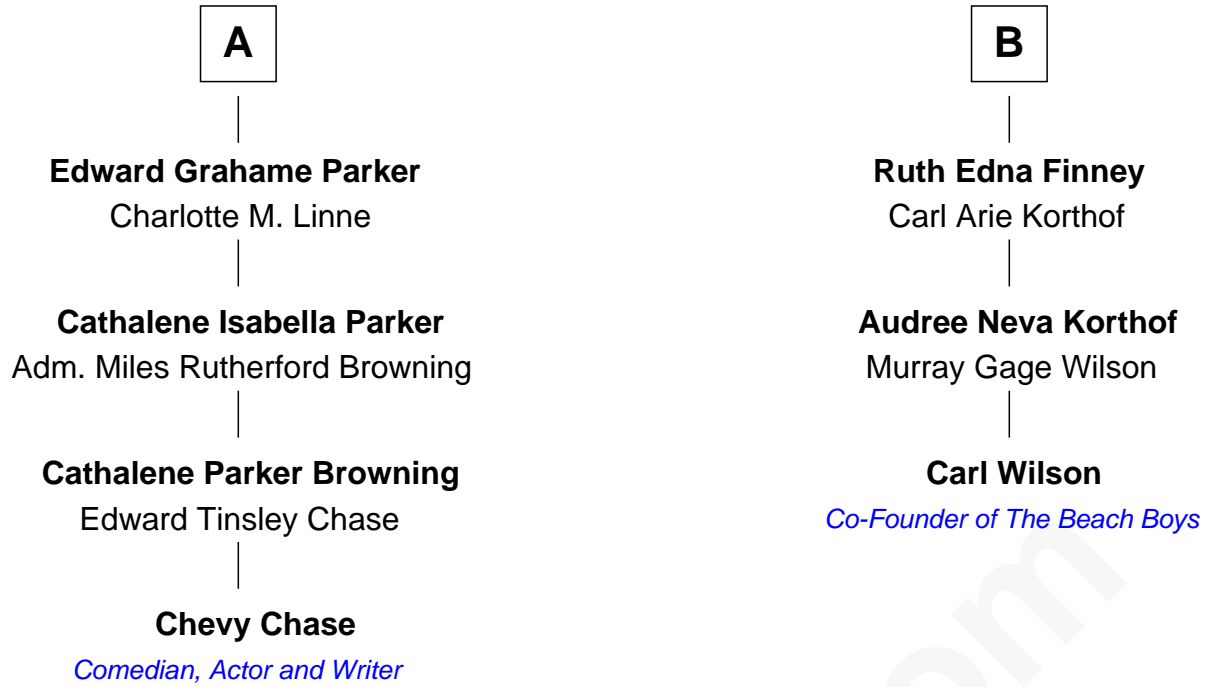 A
Edward Grahame Parker
Charlotte M. Linne
Cathalene Isabella Parker
Adm. Miles Rutherford Browning
Cathalene Parker Browning
Edward Tinsley Chase
Chevy Chase
Comedian, Actor and Writer
B
Ruth Edna Finney
Carl Arie Korthof
Audree Neva Korthof
Murray Gage Wilson
Carl Wilson
Co-Founder of The Beach Boys
om